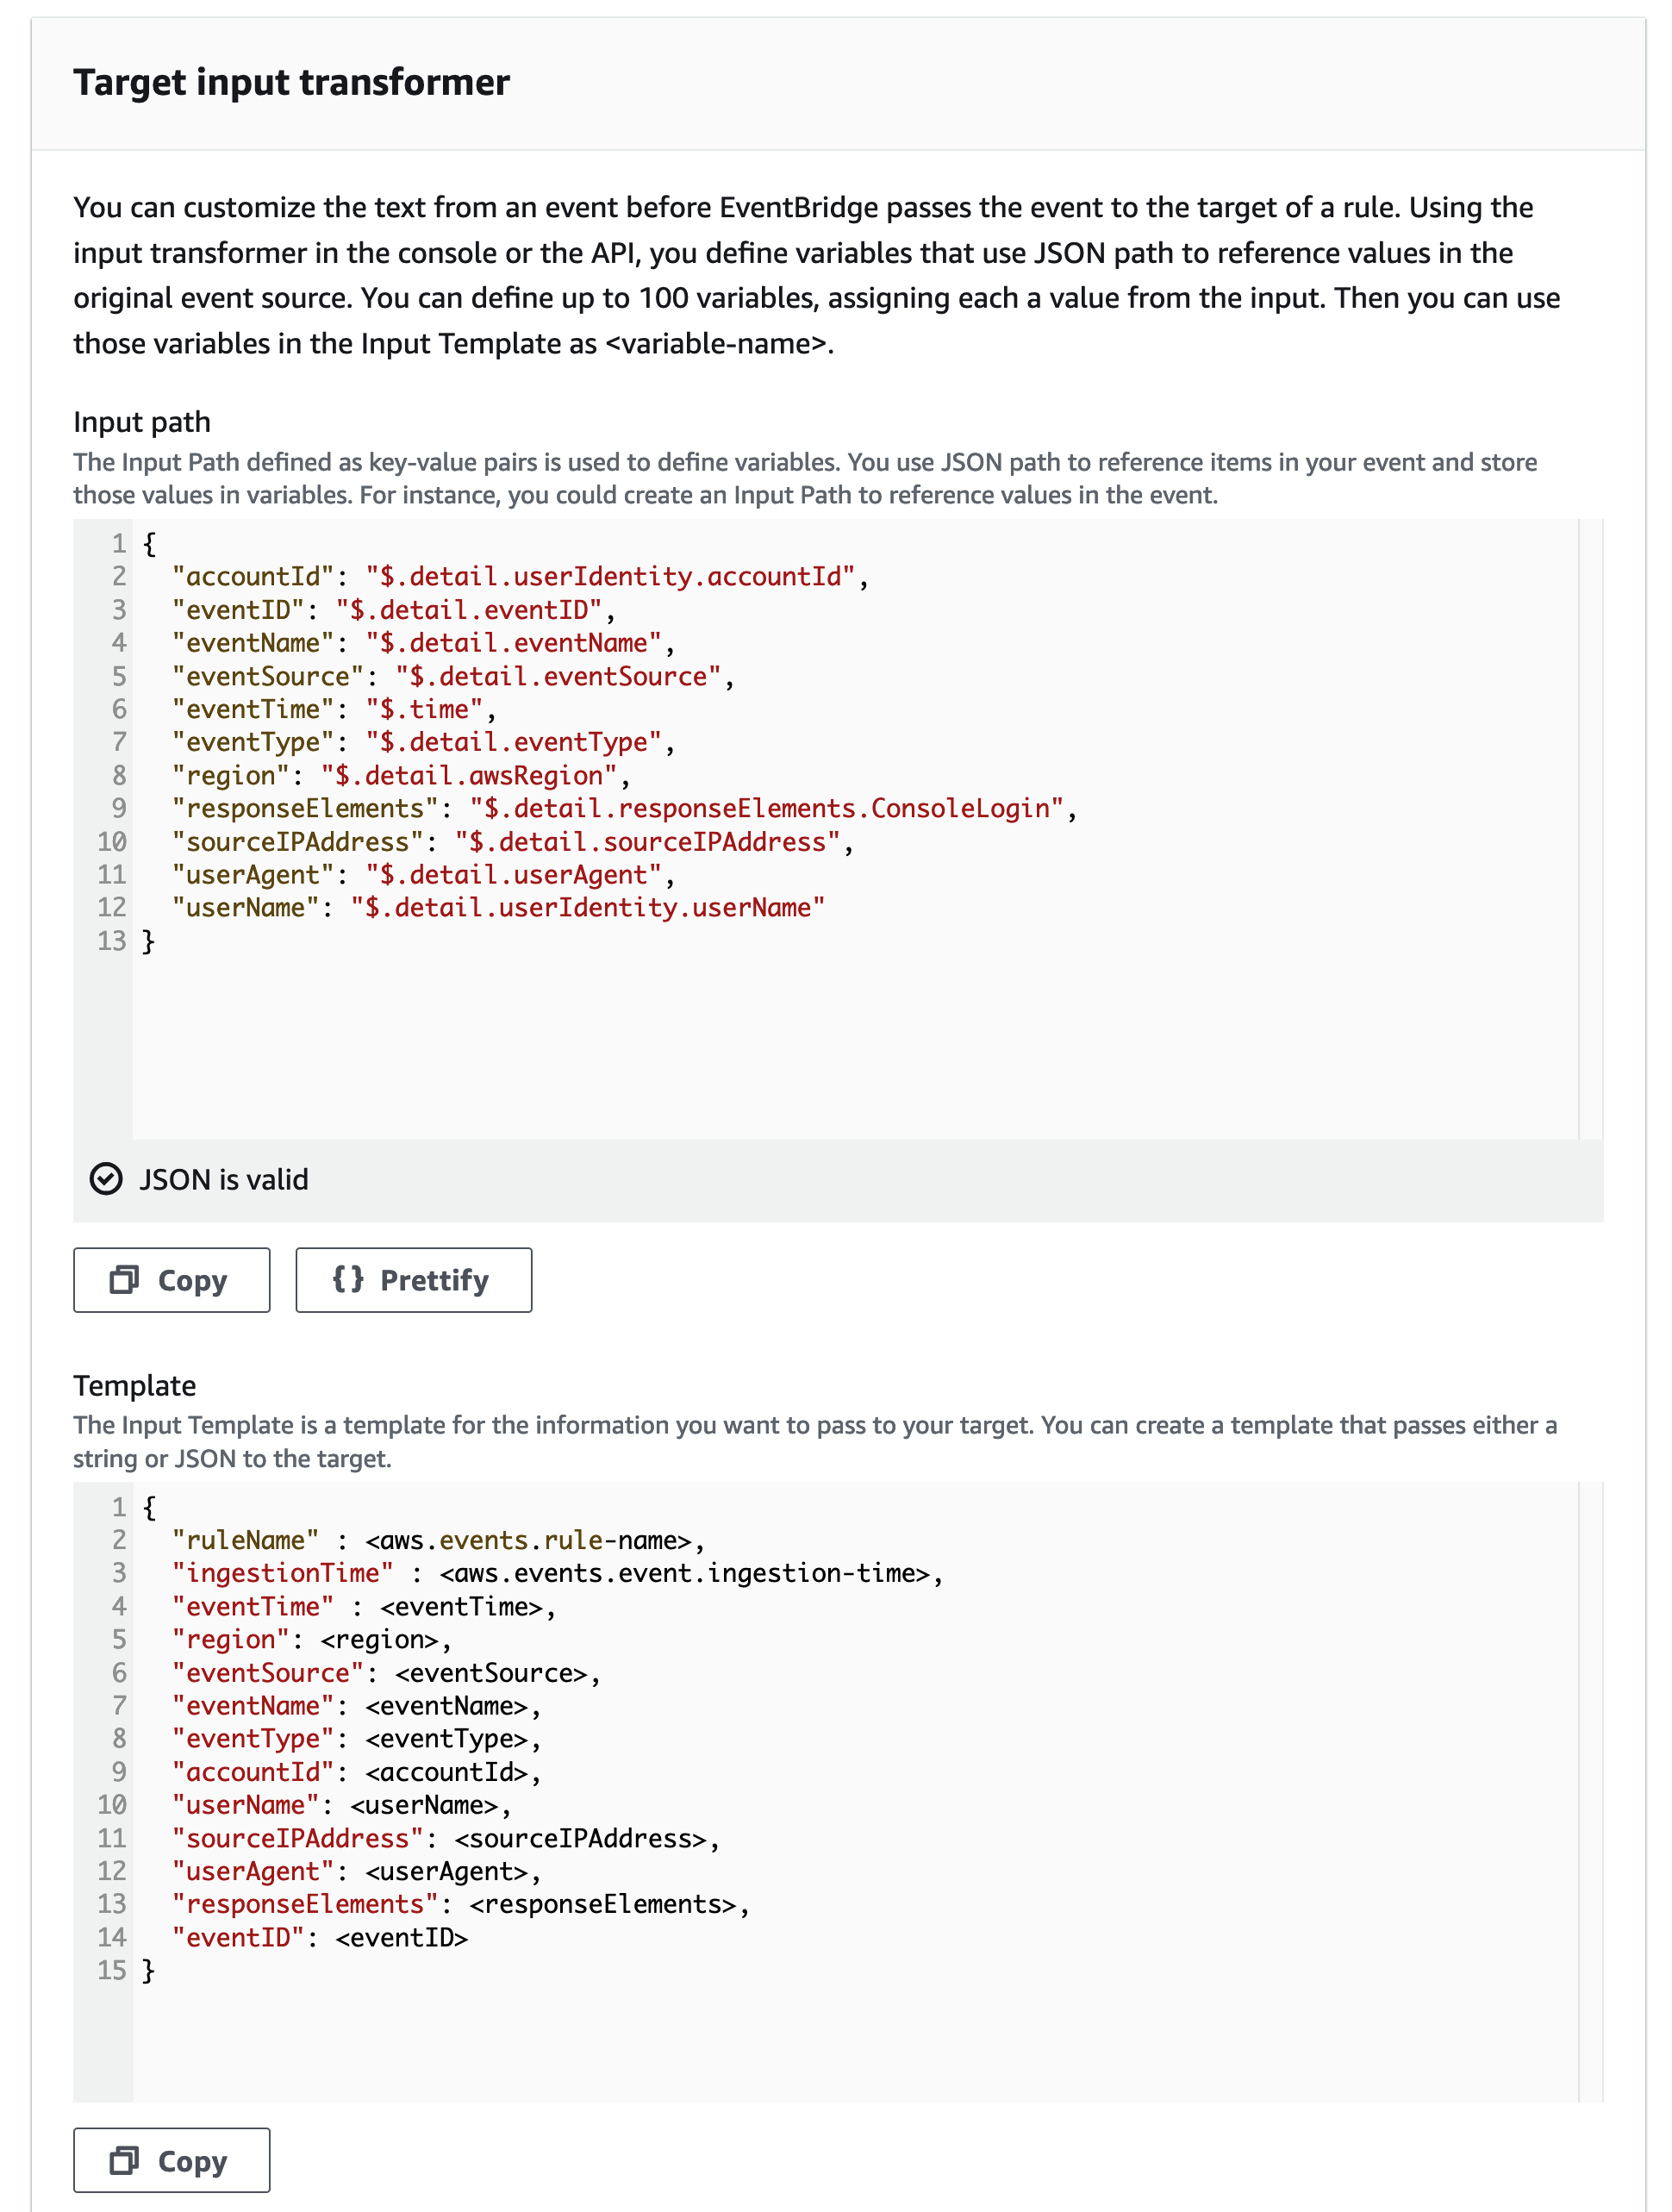 Target input transformer
You can customize the text from an event before EventBridge passes the event to the target of a rule. Using the
input transformer in the console or the API, you define variables that use JSON path to reference values in the
original event source. You can define up to 100 variables, assigning each a value from the input. Then you can use
those variables in the Input Template as <variable-name>.
Input path
The Input Path defined as key-value pairs is used to define variables. You use JSON path to reference items in your event and store
those values in variables. For instance, you could create an Input Path to reference values in the event.
1 {
2   "accountId": "$.detail.userIdentity.accountId",
3   "eventID": "$.detail.eventID",
4   "eventName": "$.detail.eventName",
5   "eventSource": "$.detail.eventSource",
6   "eventTime": "$.time",
7   "eventType": "$.detail.eventType",
8   "region": "$.detail.awsRegion",
9   "responseElements": "$.detail.responseElements.ConsoleLogin",
10   "sourceIPAddress": "$.detail.sourceIPAddress",
11   "userAgent": "$.detail.userAgent",
12   "userName": "$.detail.userIdentity.userName"
13 }
JSON is valid
Copy {} Prettify
Template
The Input Template is a template for the information you want to pass to your target. You can create a template that passes either a
string or JSON to the target.
1 {
2   "ruleName" : <aws.events.rule-name>,
3   "ingestionTime" : <aws.events.event.ingestion-time>,
4   "eventTime" : <eventTime>,
5   "region": <region>,
6   "eventSource": <eventSource>,
7   "eventName": <eventName>,
8   "eventType": <eventType>,
9   "accountId": <accountId>,
10   "userName": <userName>,
11   "sourceIPAddress": <sourceIPAddress>,
12   "userAgent": <userAgent>,
13   "responseElements": <responseElements>,
14   "eventID": <eventID>
15 }
Copy